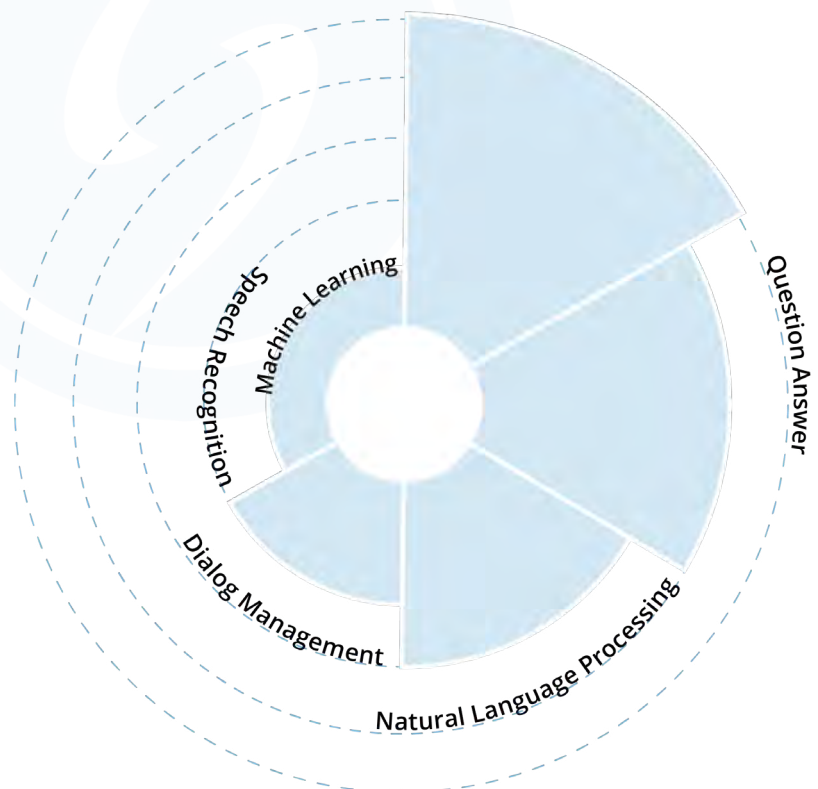 Question Answer
Natural Language Processing
Dialog Management
Speech Recognition
Machine Learning